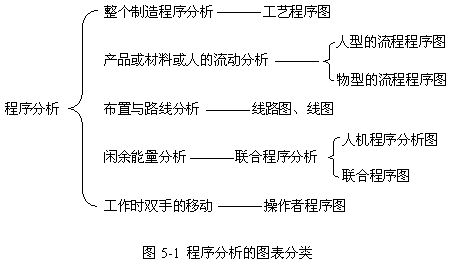 整个制造程序分析 工艺程序图
人型的流程程序图
产品或材料或人的流动分析
物型的流程程序图
程序分析 布置与路线分析 线路图、线图
人机程序分析图
闲余能量分析 联合程序分析
联合程序图
工作时双手的移动 操作者程序图
图 5-1 程序分析的图表分类